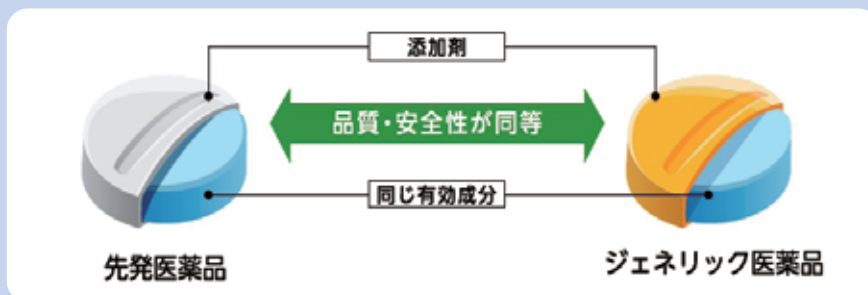 添加剤
品質・安全性が同等
同じ有効成分
先発医薬品
ジェネリック医薬品